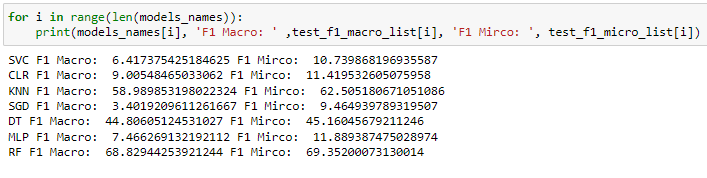 for i in range(len(models_names)):
    print(models_names[i], 'F1 Macro: ' ,test_f1_macro_list[i], 'F1 Mirco: ', test_f1_micro_list[i])
SVC F1 Macro:  6.417375425184625 F1 Mirco:  10.739868196935587
CLR F1 Macro:  9.00548465033062 F1 Mirco:  11.419532605075958
KNN F1 Macro:  58.989853198022324 F1 Mirco:  62.505180671051086
SGD F1 Macro:  3.4019209611261667 F1 Mirco:  9.464939789319507
DT F1 Macro:  44.80605124531027 F1 Mirco:  45.16045679211246
MLP F1 Macro:  7.466269132192112 F1 Mirco:  11.889387475028974
RF F1 Macro:  68.82944253921244 F1 Mirco:  69.35200073130014